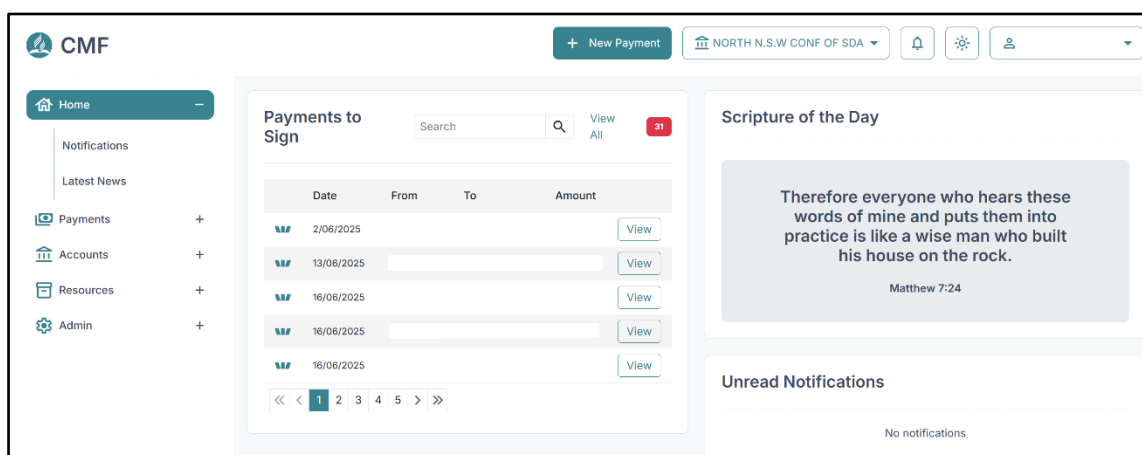 CMF
+ New Payment
NORTH N.S.W CONF OF SDA
Home
Notifications
Latest News
Payments +
Accounts +
Resources +
Admin +
Payments to
Sign
Search
View
All
31
Date From To Amount
2/06/2025 View
13/06/2025 View
16/06/2025 View
16/06/2025 View
16/06/2025 View
« < 1 2 3 4 5 > »
Scripture of the Day
Therefore everyone who hears these
words of mine and puts them into
practice is like a wise man who built
his house on the rock.
Matthew 7:24
Unread Notifications
No notifications